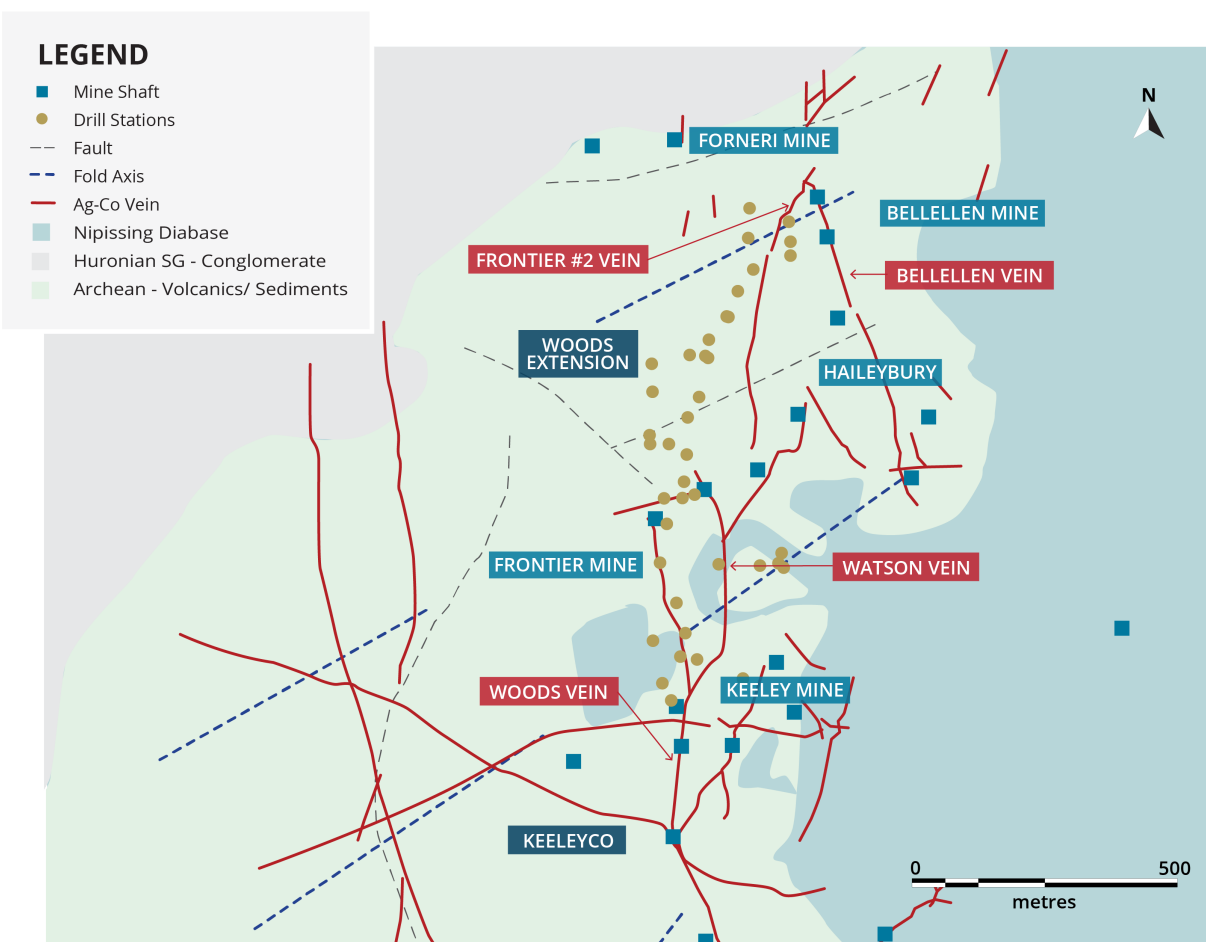 LEGEND
Mine Shaft
Drill Stations
Fault
Fold Axis
Ag-Co Vein
Nipissing Diabase
Huronian SG - Conglomerate
Archean - Volcanics/ Sediments
N
FORNERI MINE
BELLELLEN MINE
FRONTIER #2 VEIN
BELLELLEN VEIN
WOODS
EXTENSION
HAILEYBURY
FRONTIER MINE
WATSON VEIN
WOODS VEIN
KEELEY MINE
KEELEYCO
0 500
metres